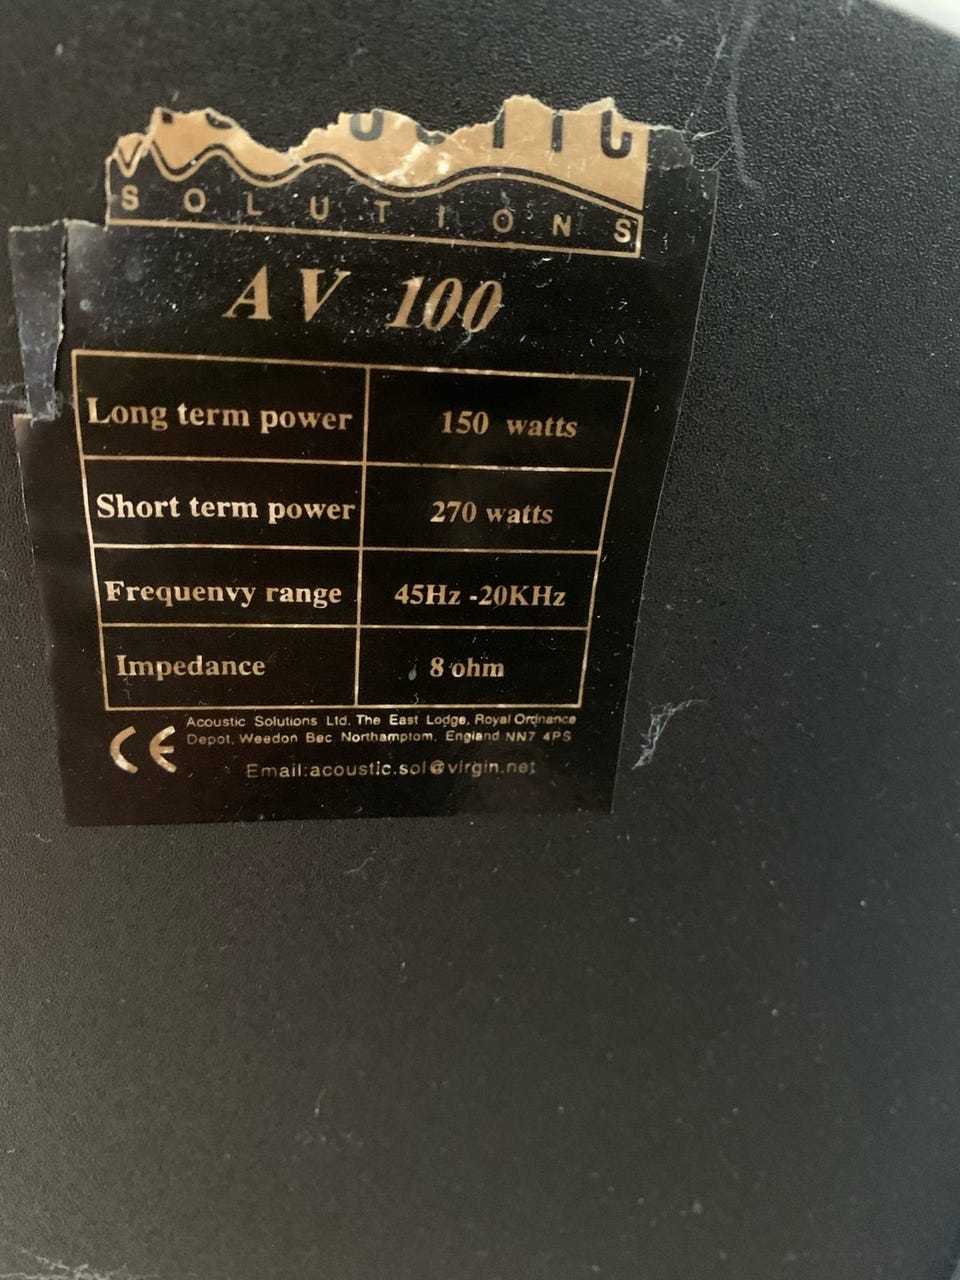 SOLUTIONS
AV 100
Long term power 150 watts
Short term power 270 watts
Frequenvy range 45Hz -20KHz
Impedance 8 ohm
CE
Acoustic Solutions Ltd. The East Lodge, Royal Ordnance
Depot, Weedon Bec Northamptom, England NN7 4PS
Email:acoustic.sol@virgin.net